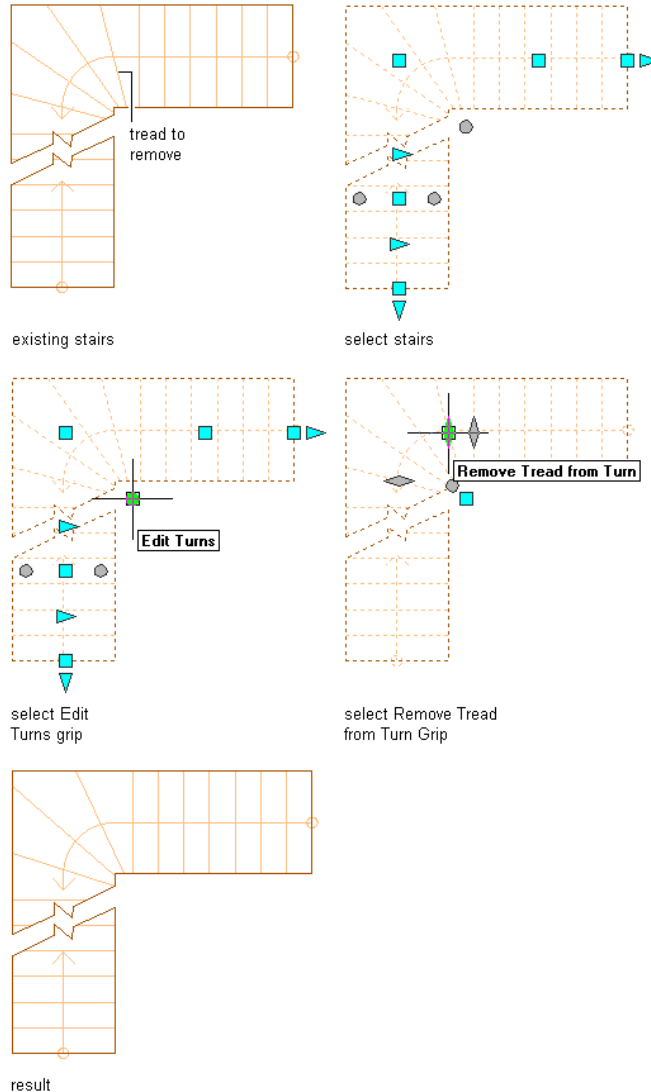 tread to
remove
existing stairs
select stairs
Edit Turns
Remove Tread from Turn
select Edit
Turns grip
select Remove Tread
from Turn Grip
result